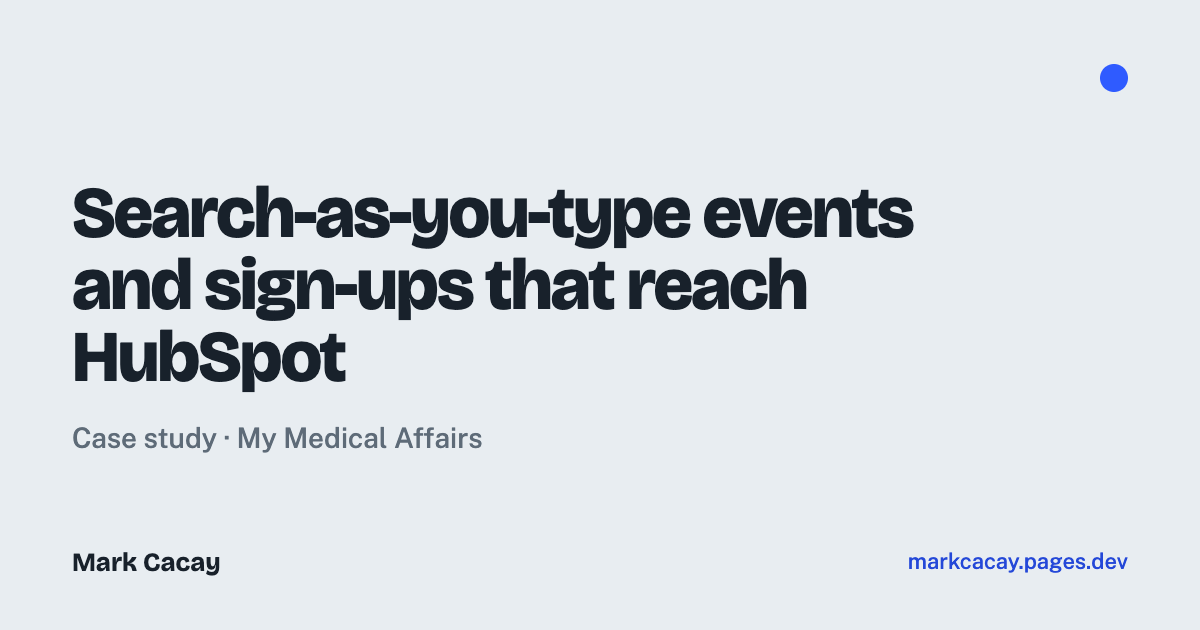 Search-as-you-type events
and sign-ups that reach
HubSpot
Case study · My Medical Affairs
Mark Cacay
markcacay.pages.dev